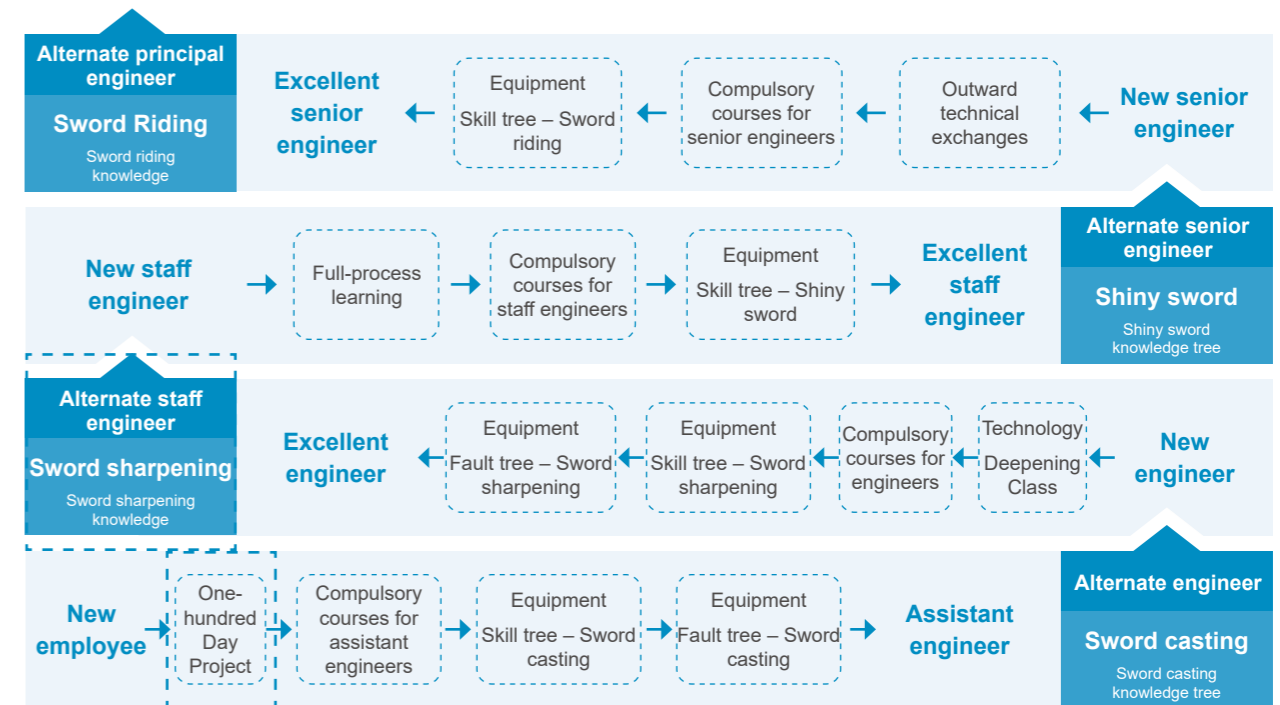 Alternate principal
engineer
Sword Riding
Sword riding
knowledge
Excellent
senior
engineer
Equipment
Skill tree – Sword
riding
Compulsory
courses for
senior engineers
Outward
technical
exchanges
New senior
engineer
New staff
engineer
Full-process
learning
Compulsory
courses for
staff engineers
Equipment
Skill tree – Shiny
sword
Excellent
staff
engineer
Alternate senior
engineer
Shiny sword
Shiny sword
knowledge tree
Alternate staff
engineer
Sword sharpening
Sword sharpening
knowledge
Excellent
engineer
Equipment
Fault tree – Sword
sharpening
Equipment
Skill tree – Sword
sharpening
Compulsory
courses for
engineers
Technology
Deepening
Class
New
engineer
New
employee
One-
hundred
Day
Project
Compulsory
courses for
assistant
engineers
Equipment
Skill tree – Sword
casting
Equipment
Fault tree – Sword
casting
Assistant
engineer
Alternate engineer
Sword casting
Sword casting
knowledge tree